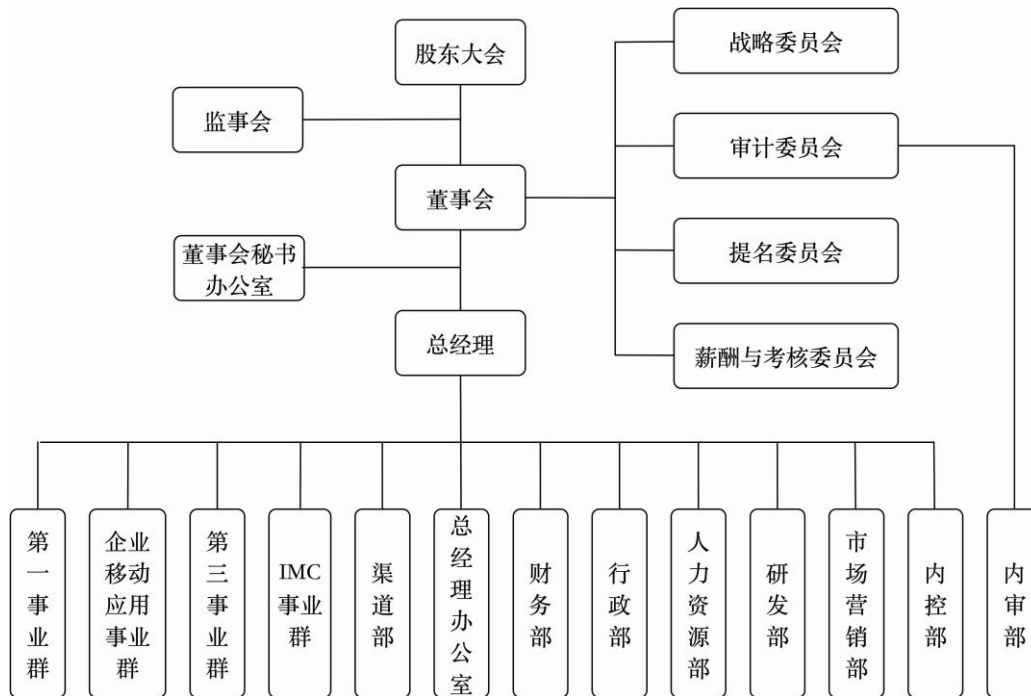 股东大会
战略委员会
监事会
审计委员会
董事会
董事会秘书
办公室
提名委员会
总经理
薪酬与考核委员会
第一事业群
企业
移动
应用
事业
群
第三事业群
IMC
事业
群
渠道部
总经理办公室
财务部
行政部
人力资源部
研发部
市场营销部
内控部
内审部